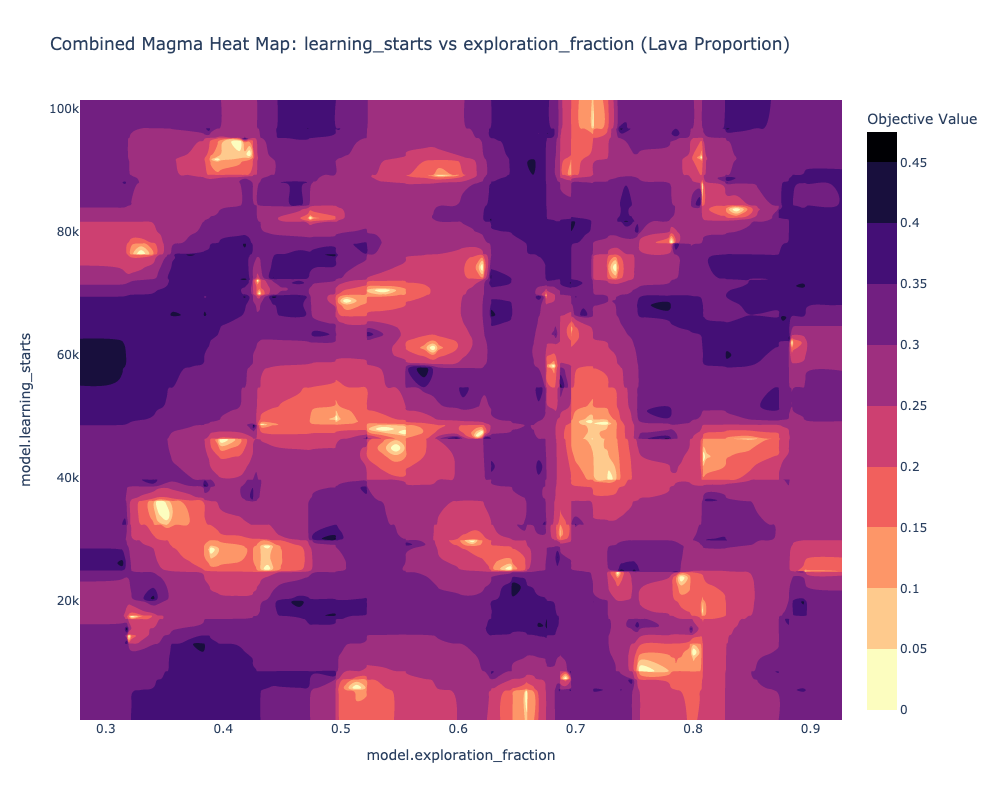 Combined Magma Heat Map: learning_starts vs exploration_fraction (Lava Proportion)
Objective Value
100k
80k
60k
40k
20k
model.learning_starts
0.3
0.4
0.5
0.6
0.7
0.8
0.9
model.exploration_fraction
0.45
0.4
0.35
0.3
0.25
0.2
0.15
0.1
0.05
0